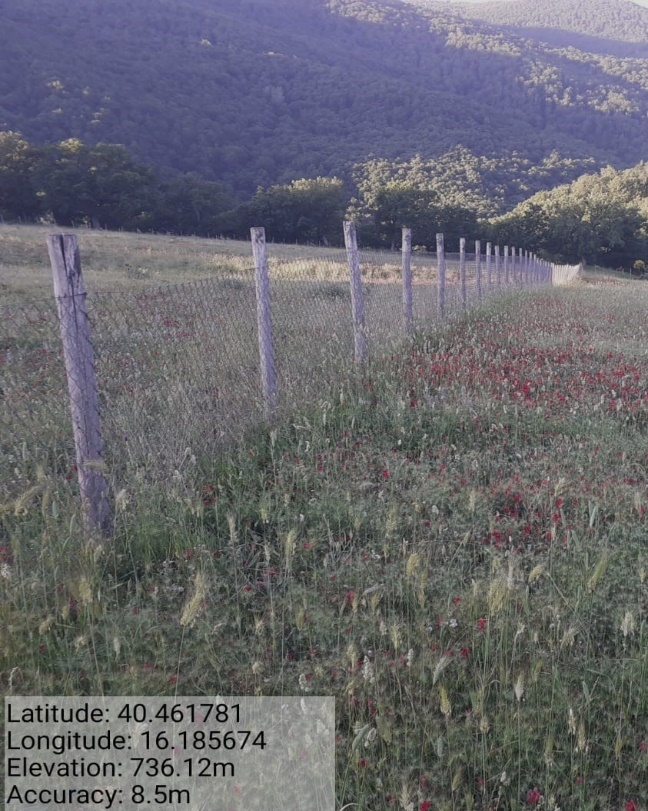 Latitude: 40.461781
Longitude: 16.185674
Elevation: 736.12m
Accuracy: 8.5m